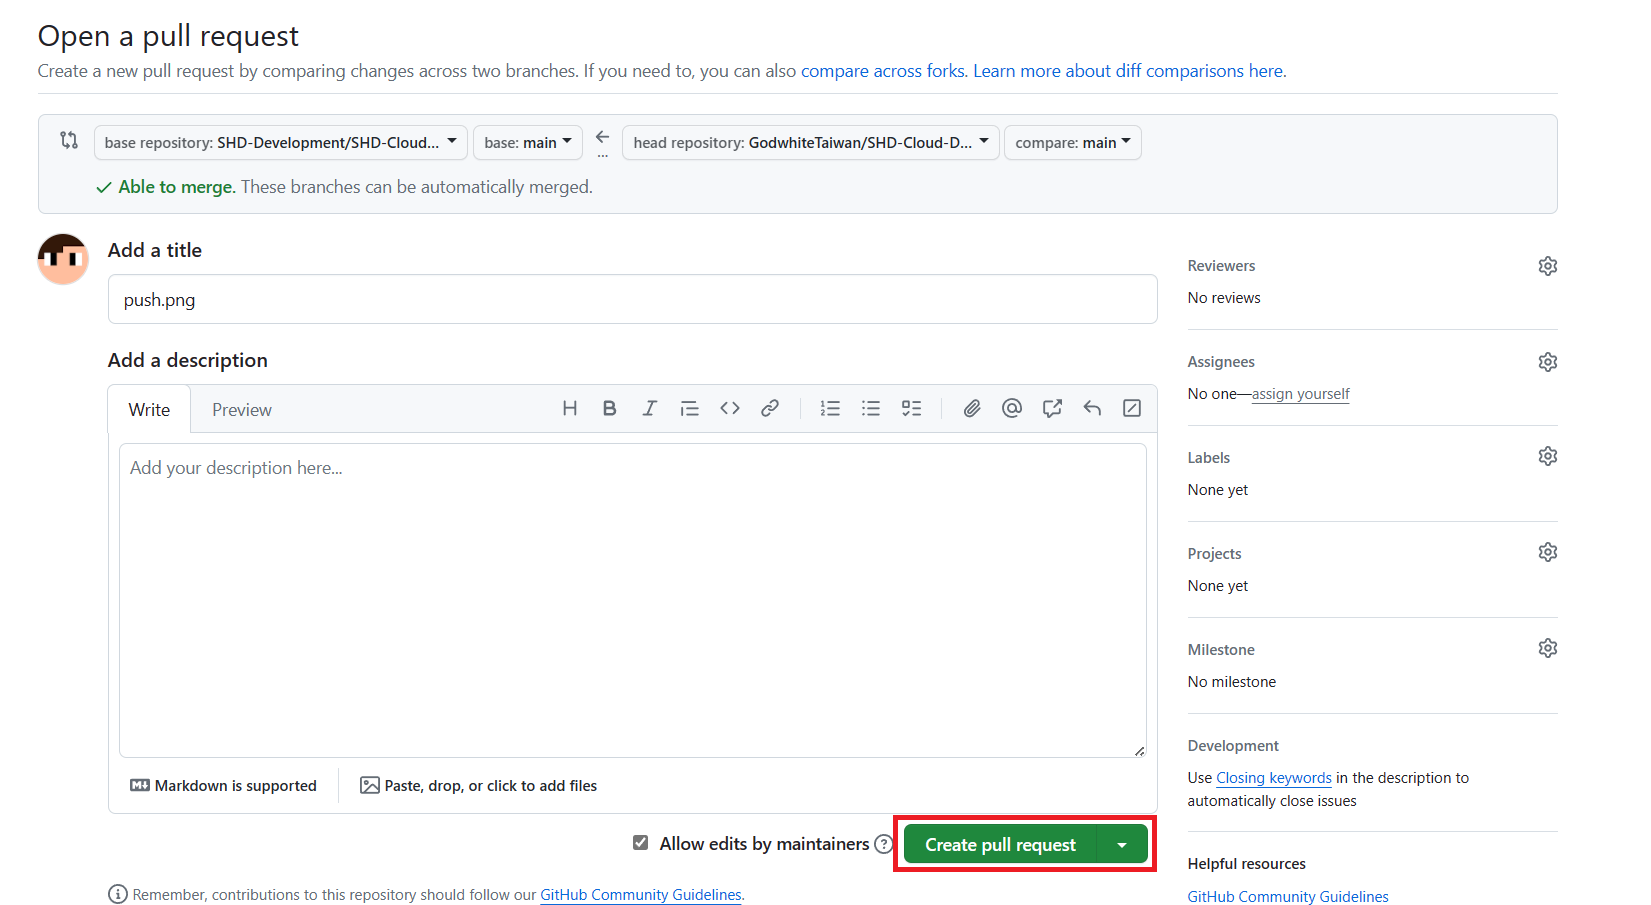 Open a pull request
Create a new pull request by comparing changes across two branches. If you need to, you can also compare across forks. Learn more about diff comparisons here.
base repository: SHD-Development/SHD-Cloud... base: main ... head repository: GodwhiteTaiwan/SHD-Cloud-D... compare: main
Able to merge. These branches can be automatically merged.
Add a title
push.png
Add a description
Write Preview
Add your description here...
Markdown is supported
Paste, drop, or click to add files
Allow edits by maintainers
Create pull request
Remember, contributions to this repository should follow our GitHub Community Guidelines.
Reviewers
No reviews
Assignees
No one—assign yourself
Labels
None yet
Projects
None yet
Milestone
No milestone
Development
Use Closing keywords in the description to
automatically close issues
Helpful resources
GitHub Community Guidelines